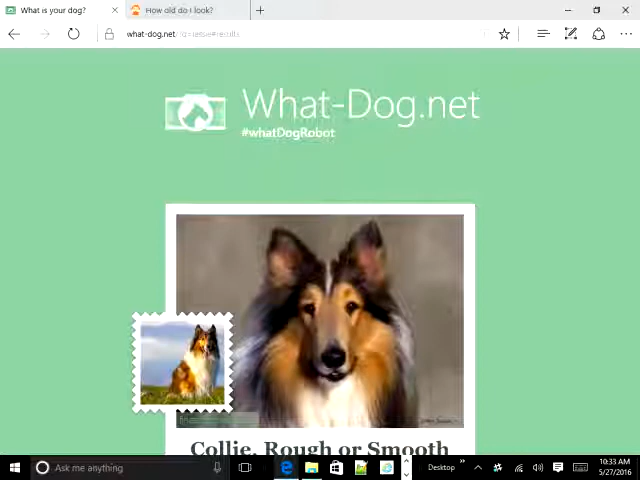 What is your dog?
How old do I look?
what-dog.net
What-Dog.net
#whatDogRobot
Collie, Rough or Smooth
Ask me anything
Desktop
10:33 AM
5/27/2016